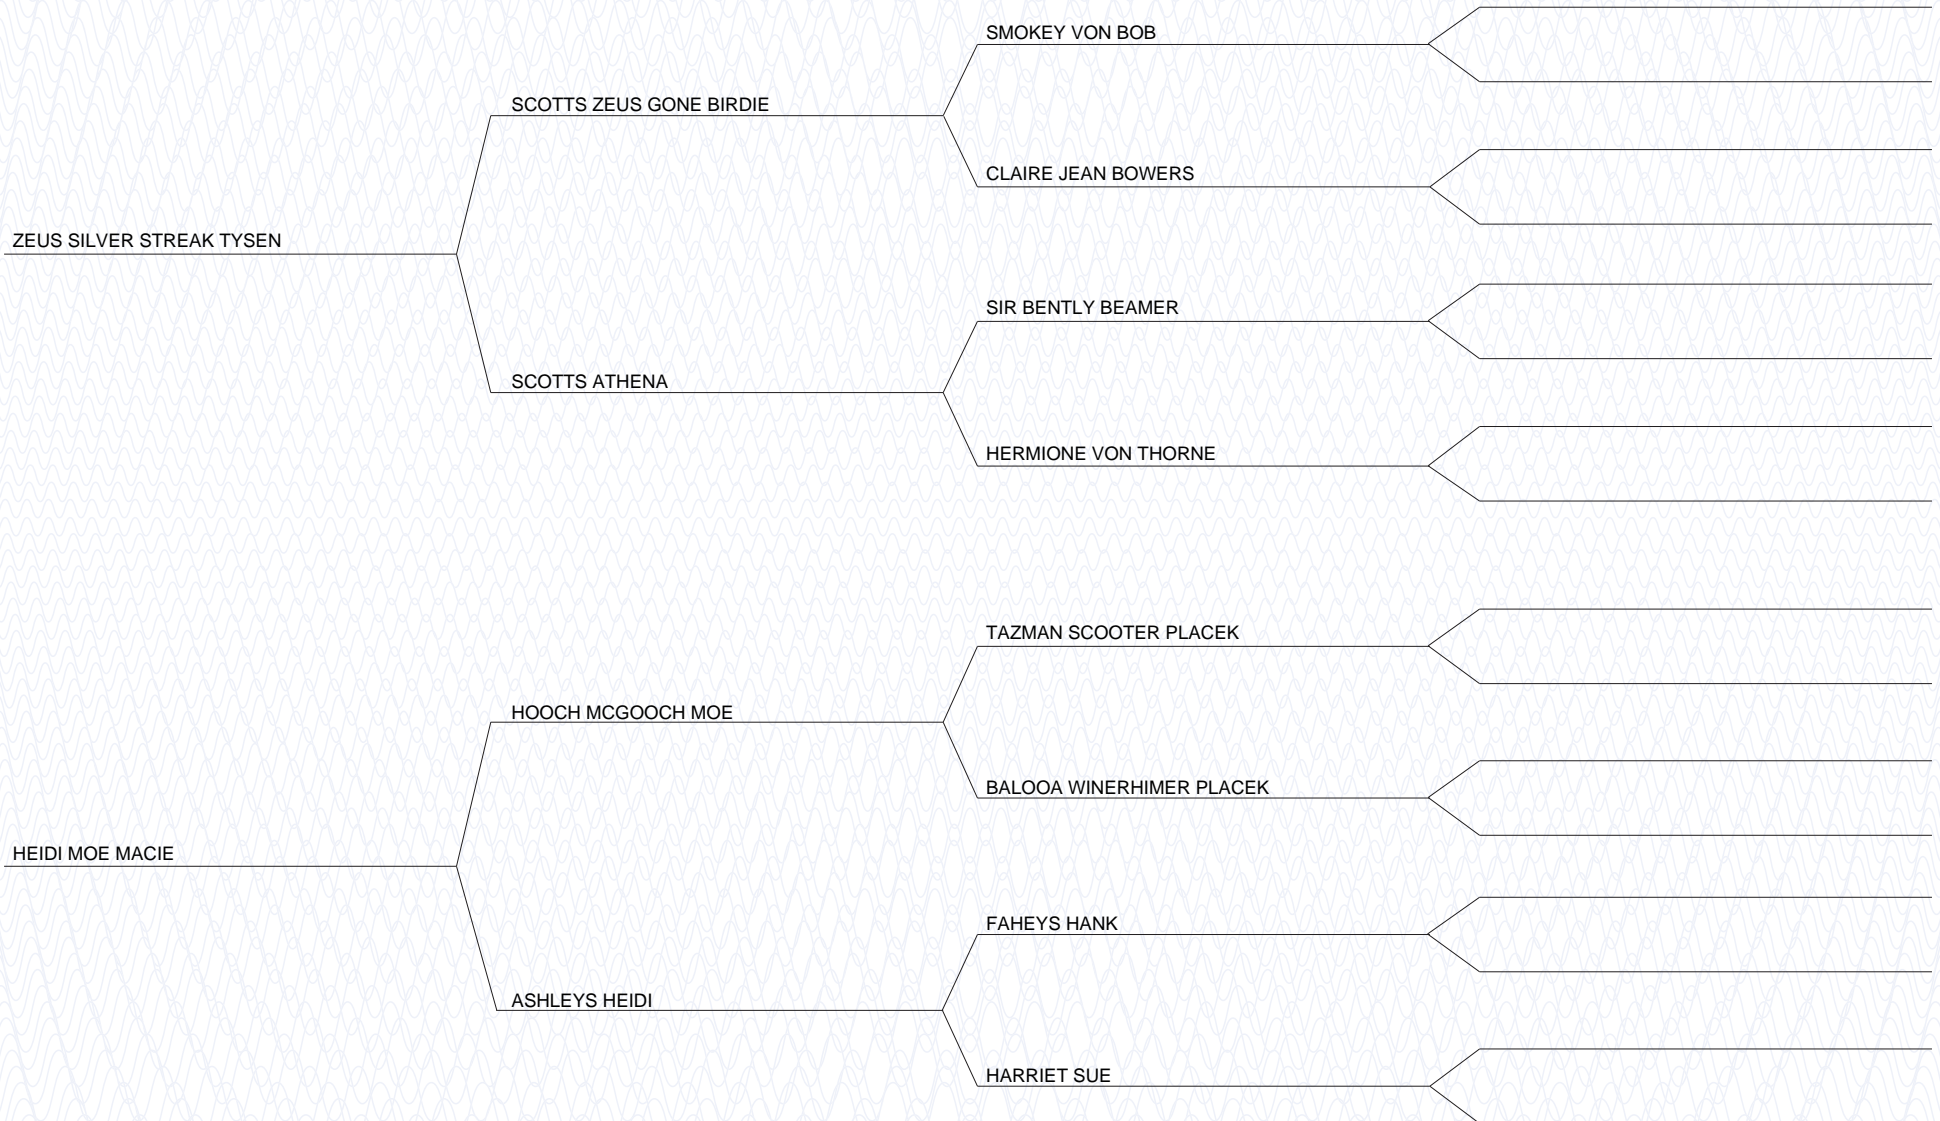 SMOKEY VON BOB
SCOTTS ZEUS GONE BIRDIE
CLAIRE JEAN BOWERS
ZEUS SILVER STREAK TYSEN
SIR BENTLY BEAMER
SCOTTS ATHENA
HERMIONE VON THORNE
TAZMAN SCOOTER PLACEK
HOOCH MCGOOCH MOE
BALOOA WINERHIMER PLACEK
HEIDI MOE MACIE
FAHEYS HANK
ASHLEYS HEIDI
HARRIET SUE